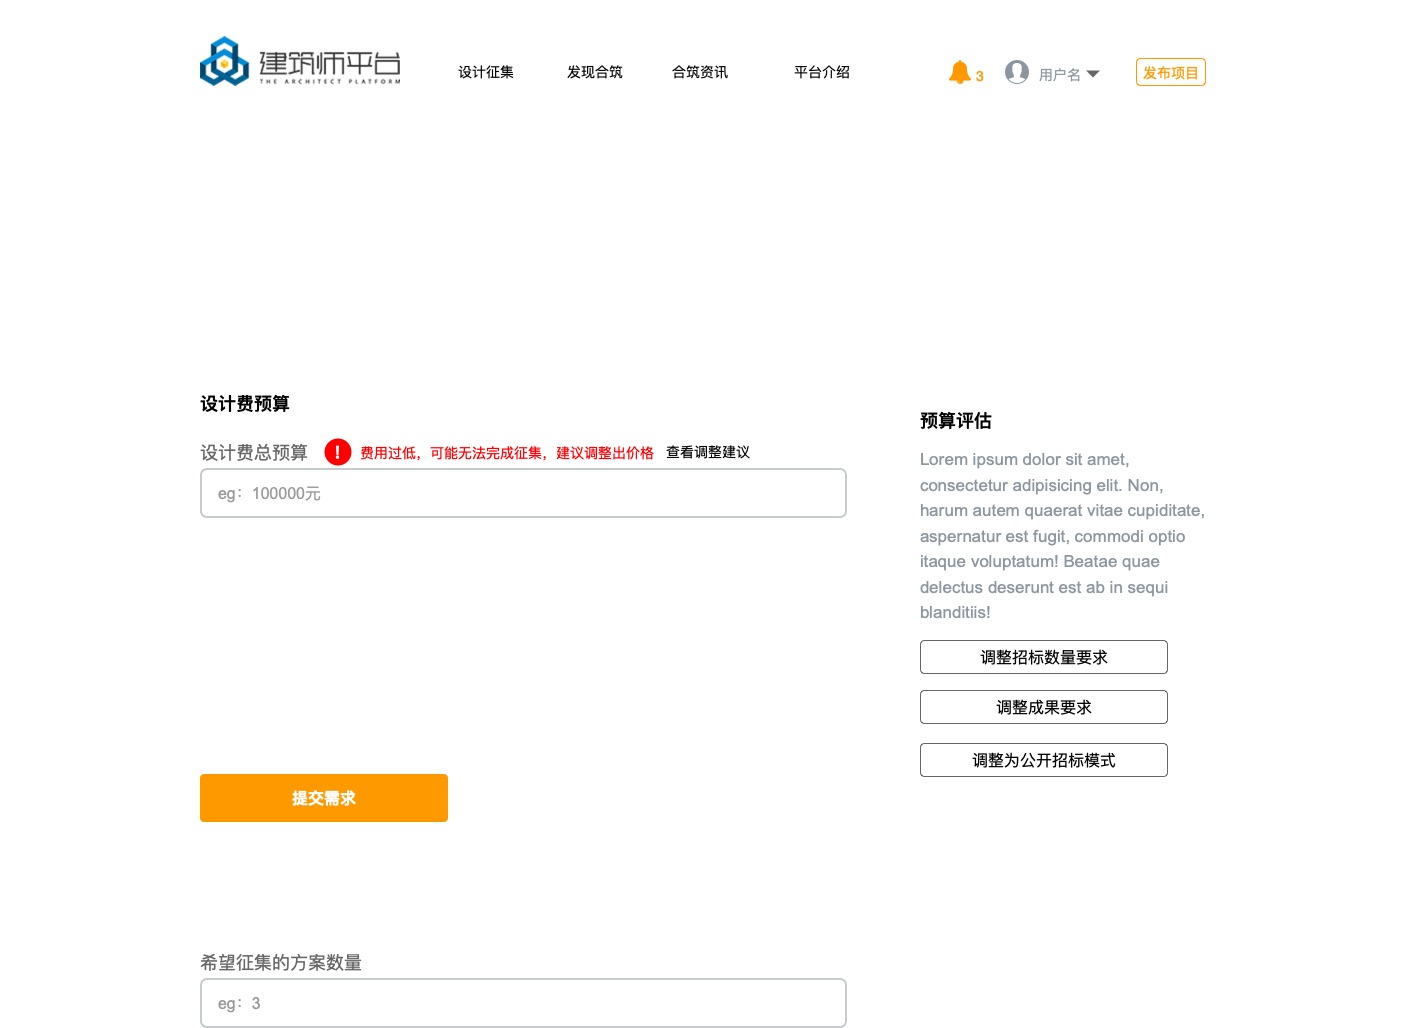 建筑师平台
THE ARCHITECT PLATFORM
设计征集
发现合筑
合筑资讯
平台介绍
3
用户名
发布项目
设计费预算
设计费总预算
!
费用过低，可能无法完成征集，建议调整出价格
查看调整建议
eg：100000元
预算评估
Lorem ipsum dolor sit amet,
consectetur adipisicing elit. Non,
harum autem quaerat vitae cupiditate,
aspernatur est fugit, commodi optio
itaque voluptatum! Beatae quae
delectus deserunt est ab in sequi
blanditiis!
调整招标数量要求
调整成果要求
调整为公开招标模式
提交需求
希望征集的方案数量
eg：3